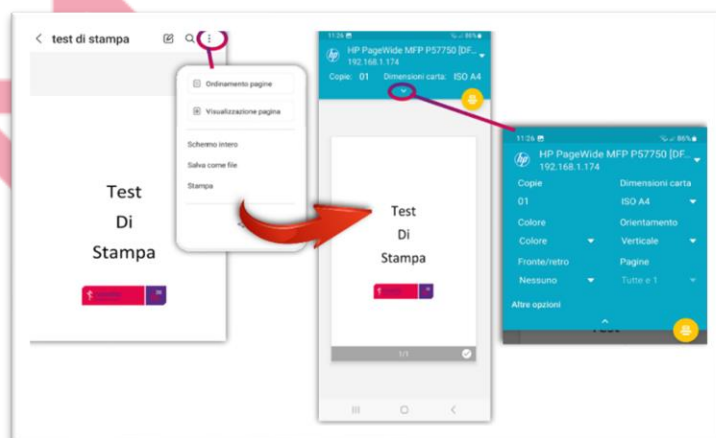 test di stampa
Ordinamento pagine
Visualizzazione pagina
Schermo intero
Salva come file
Stampa
Test
Di
Stampa
11:26
86%
HP PageWide MFP P57750 [DF...
192.168.1.174
Copie: 01 Dimensioni carta: ISO A4
Test
Di
Stampa
1/1
11:26
86%
HP PageWide MFP P57750 [DF...
192.168.1.174
Copie Dimensioni carta
01 ISO A4
Colore Orientamento
Colore Verticale
Fronte/retro Pagine
Nessuno Tutte e 1
Altre opzioni